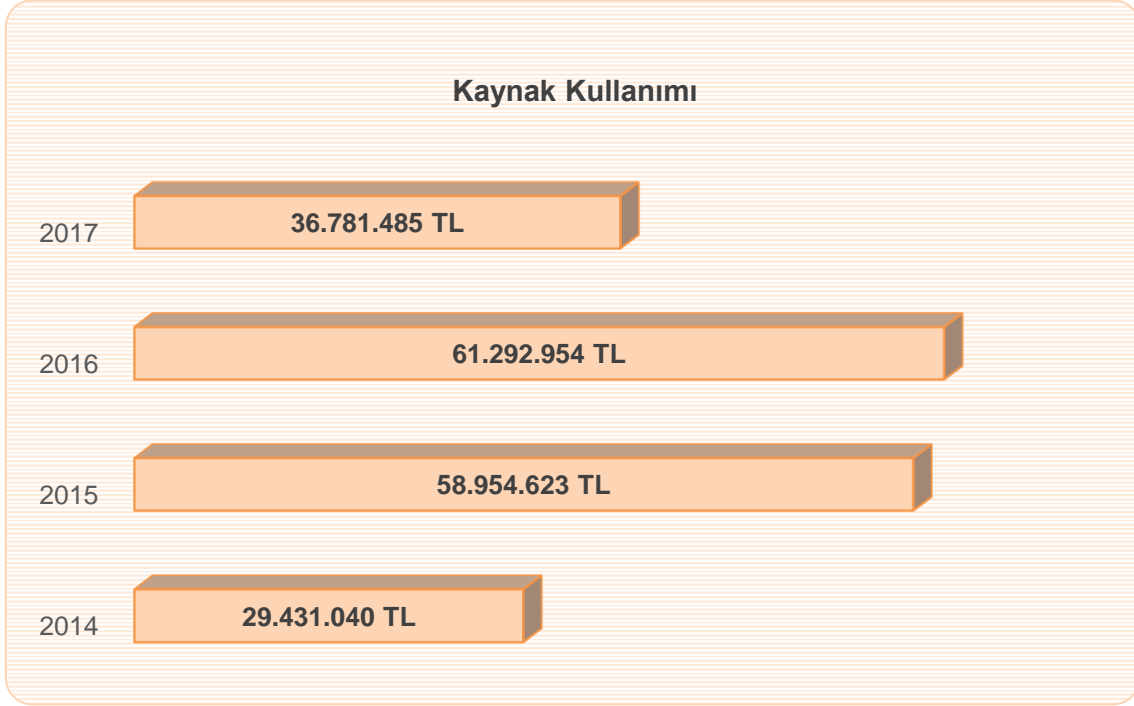 Kaynak Kullanımı
2017
36.781.485 TL
2016
61.292.954 TL
2015
58.954.623 TL
2014
29.431.040 TL